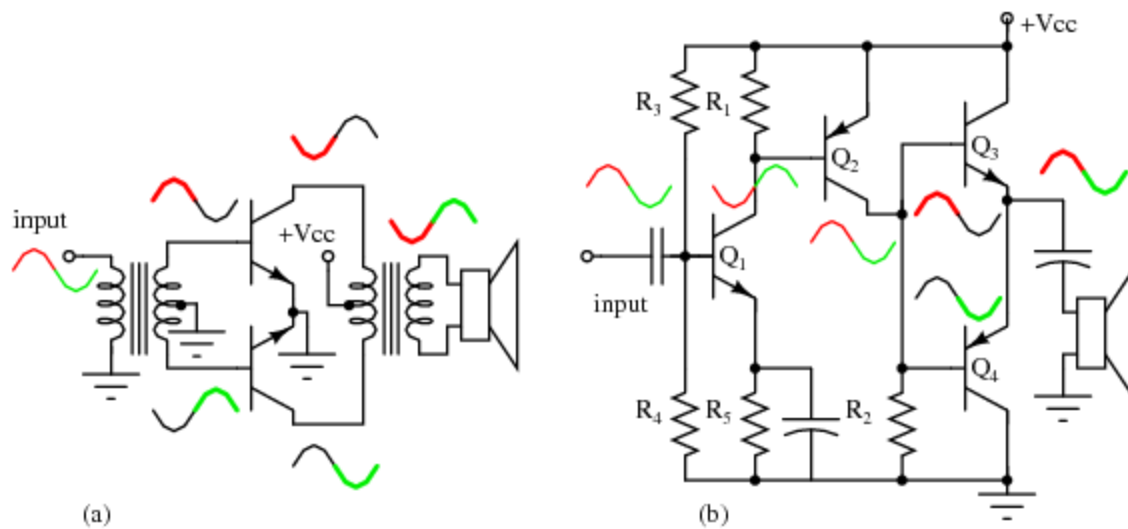 input
+Vcc
(a)
+Vcc
R3
R1
Q2
Q3
Q1
input
R4
R5
R2
Q4
(b)